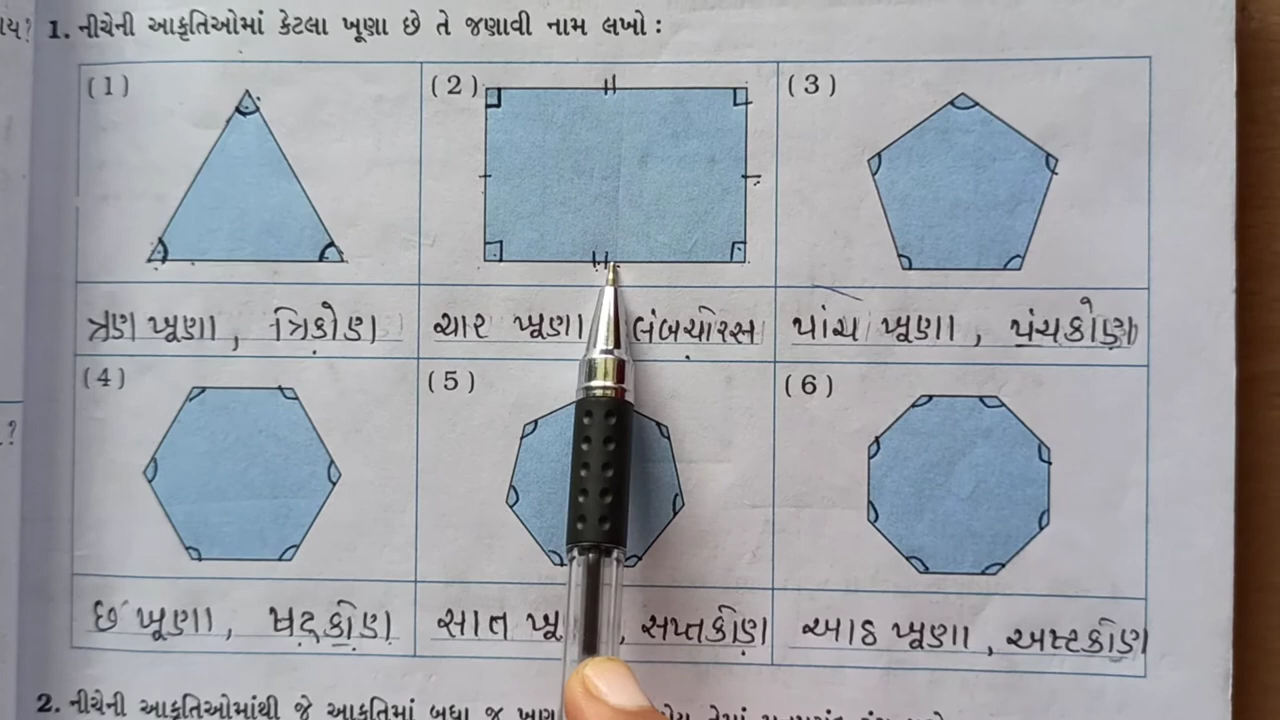 ાય? 1. નીચેની આકૃતિઓમાં કેટલા ખૂણા છે તે જણાવી નામ લખો :
(1) (2) (3)
ત્રણ ખૂણા, ત્રિકોણ ચાર ખૂણા લંબચોરસ પાંચ ખૂણા, પંચકોણ
(4) (5) (6)
?
છ ખૂણા, ષટ્કોણ સાત ખૂ , સપ્તકોણ આઠ ખૂણા, અષ્ટકોણ
2. નીચેની આકૃતિઓમાંથી જે આકૃતિમાં બધા જ